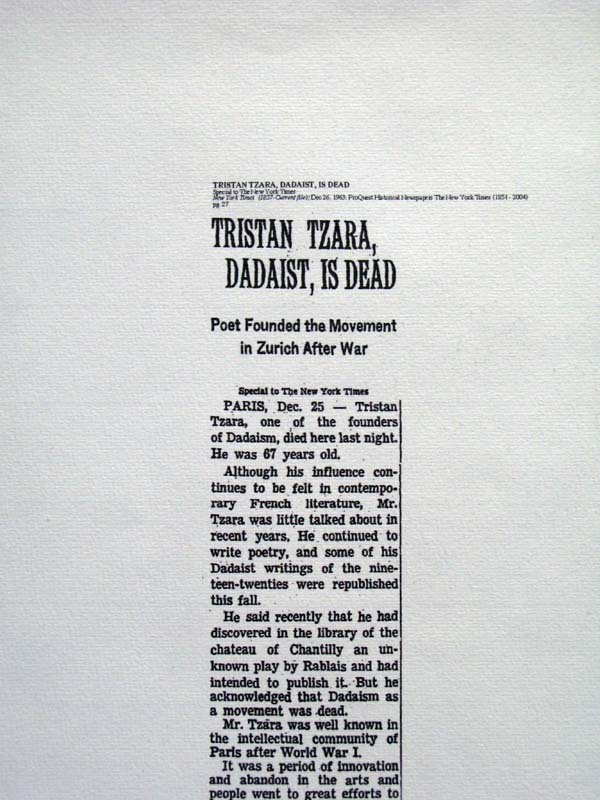 TRISTAN TZARA, DADAIST, IS DEAD
Special to The New York Times
New York Times (1857-Current file); Dec 26, 1963; ProQuest Historical Newspapers The New York Times (1851 - 2004)
pg. 27
TRISTAN TZARA,
DADAIST, IS DEAD
Poet Founded the Movement
in Zurich After War
Special to The New York Times
PARIS, Dec. 25 — Tristan
Tzara, one of the founders
of Dadaism, died here last night.
He was 67 years old.
Although his influence con-
tinues to be felt in contempo-
rary French literature, Mr.
Tzara was little talked about in
recent years. He continued to
write poetry, and some of his
Dadaist writings of the nine-
teen-twenties were republished
this fall.
He said recently that he had
discovered in the library of the
chateau of Chantilly an un-
known play by Rablais and had
intended to publish it. But he
acknowledged that Dadaism as
a movement was dead.
Mr. Tzara was well known in
the intellectual community of
Paris after World War I.
It was a period of innovation
and abandon in the arts and
people went to great efforts to